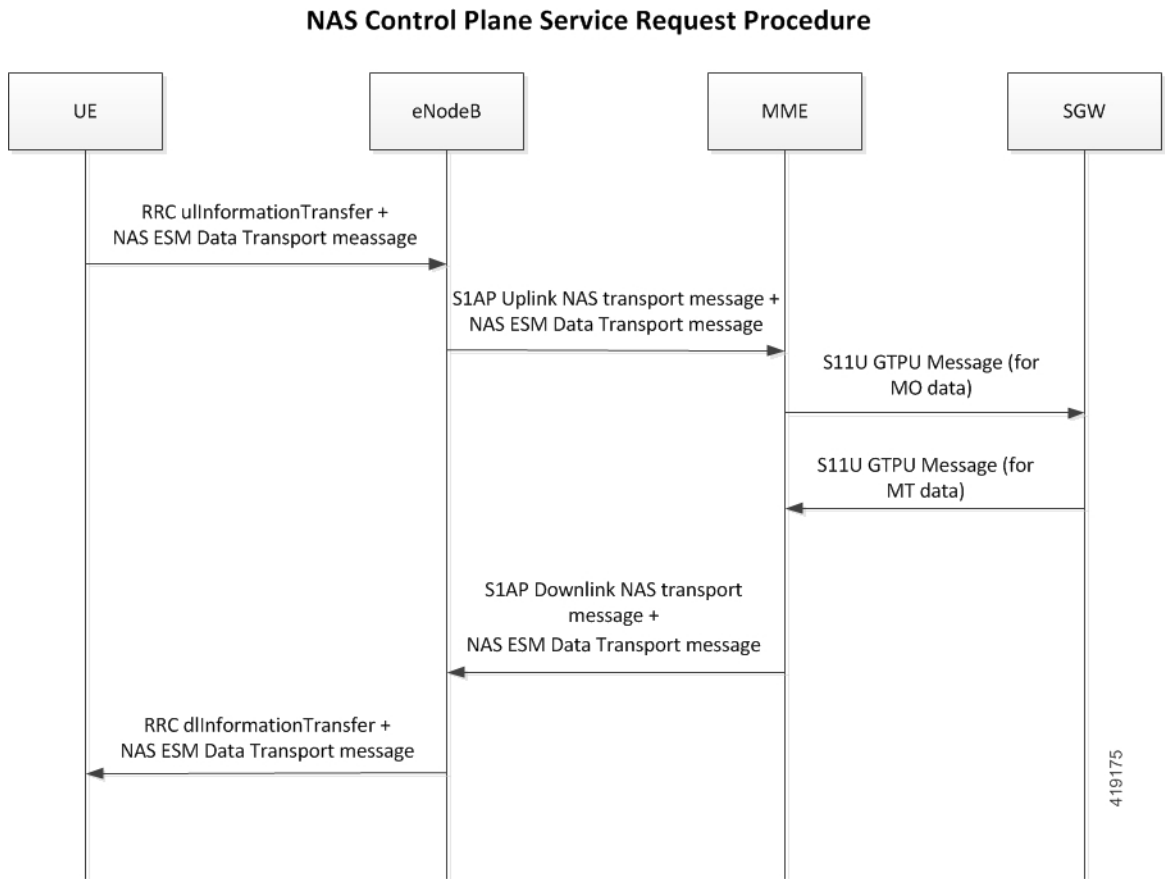 NAS Control Plane Service Request Procedure
UE
eNodeB
MME
SGW
RRC ulInformationTransfer +
NAS ESM Data Transport meassage
S1AP Uplink NAS transport message +
NAS ESM Data Transport message
S11U GTPU Message (for
MO data)
S11U GTPU Message (for
MT data)
S1AP Downlink NAS transport
message +
NAS ESM Data Transport message
RRC dlInformationTransfer +
NAS ESM Data Transport message
419175